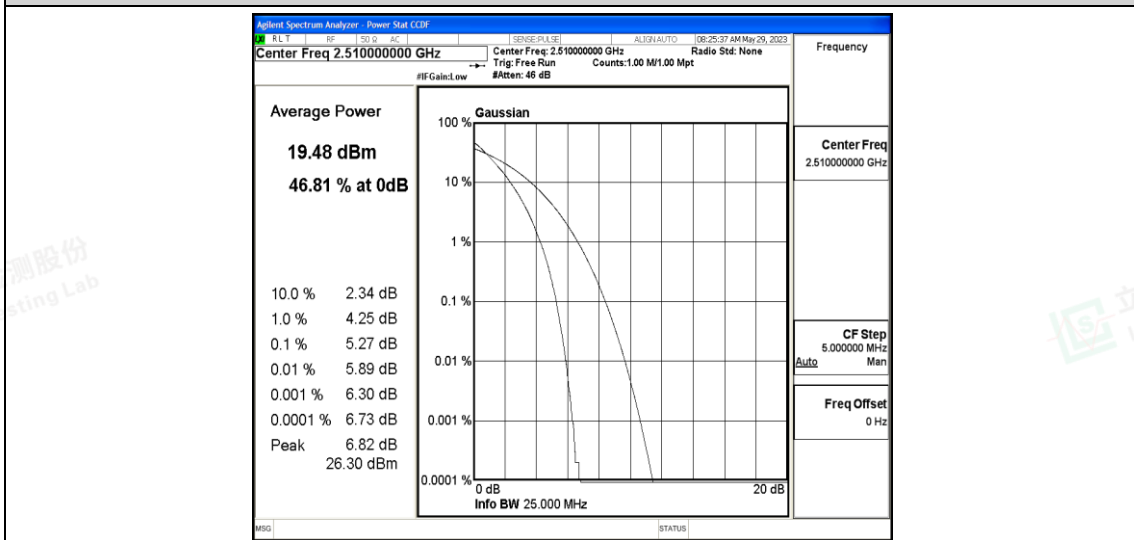 Agilent Spectrum Analyzer - Power Stat CCDF
RLT RF 50 Ω AC SENSE:PULSE ALIGN AUTO 08:25:37 AM May 29, 2023
Center Freq 2.510000000 GHz
Center Freq: 2.510000000 GHz Radio Std: None
Trig: Free Run Counts:1.00 M/1.00 Mpt
#IFGain:Low #Atten: 46 dB
Frequency
Average Power
19.48 dBm
46.81 % at 0dB
10.0 % 2.34 dB
1.0 % 4.25 dB
0.1 % 5.27 dB
0.01 % 5.89 dB
0.001 % 6.30 dB
0.0001 % 6.73 dB
Peak 6.82 dB
26.30 dBm
Gaussian
100 %
10 %
1 %
0.1 %
0.01 %
0.001 %
0.0001 %
0 dB 20 dB
Info BW 25.000 MHz
Center Freq
2.510000000 GHz
CF Step
5.000000 MHz
Auto Man
Freq Offset
0 Hz
MSG STATUS
测股份
sting Lab
立